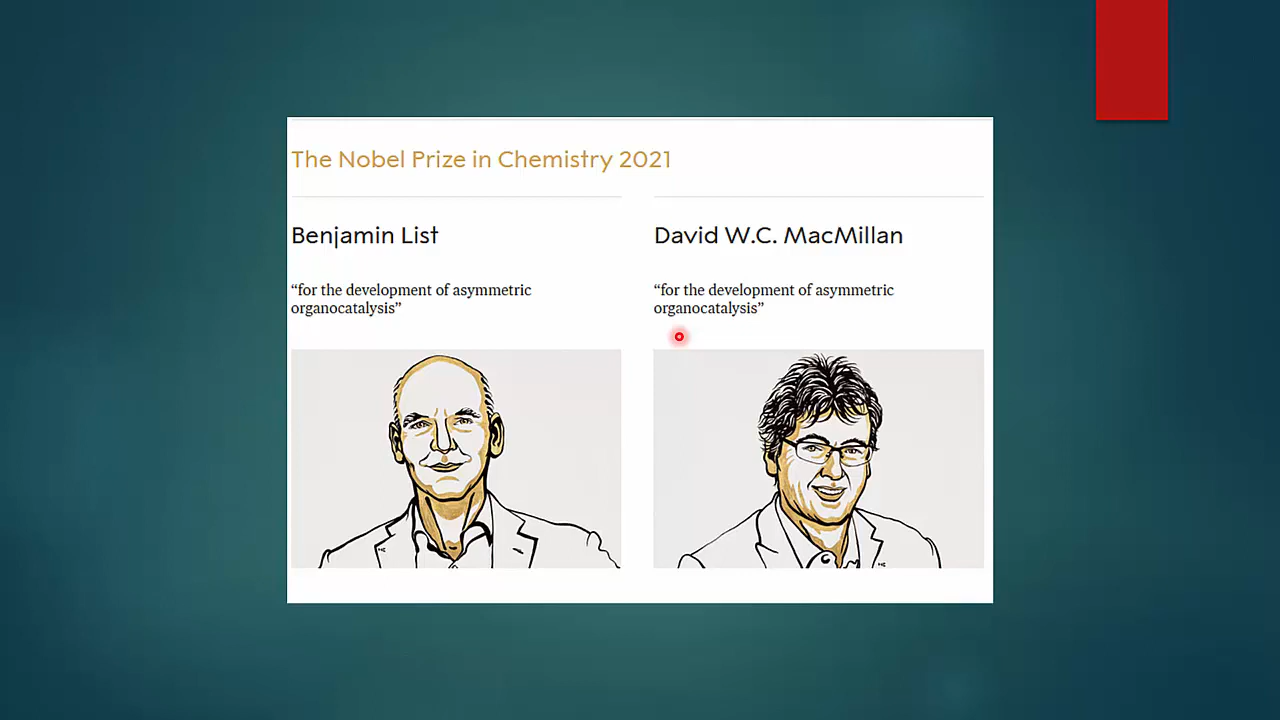 The Nobel Prize in Chemistry 2021
Benjamin List
“for the development of asymmetric
organocatalysis”
David W.C. MacMillan
“for the development of asymmetric
organocatalysis”